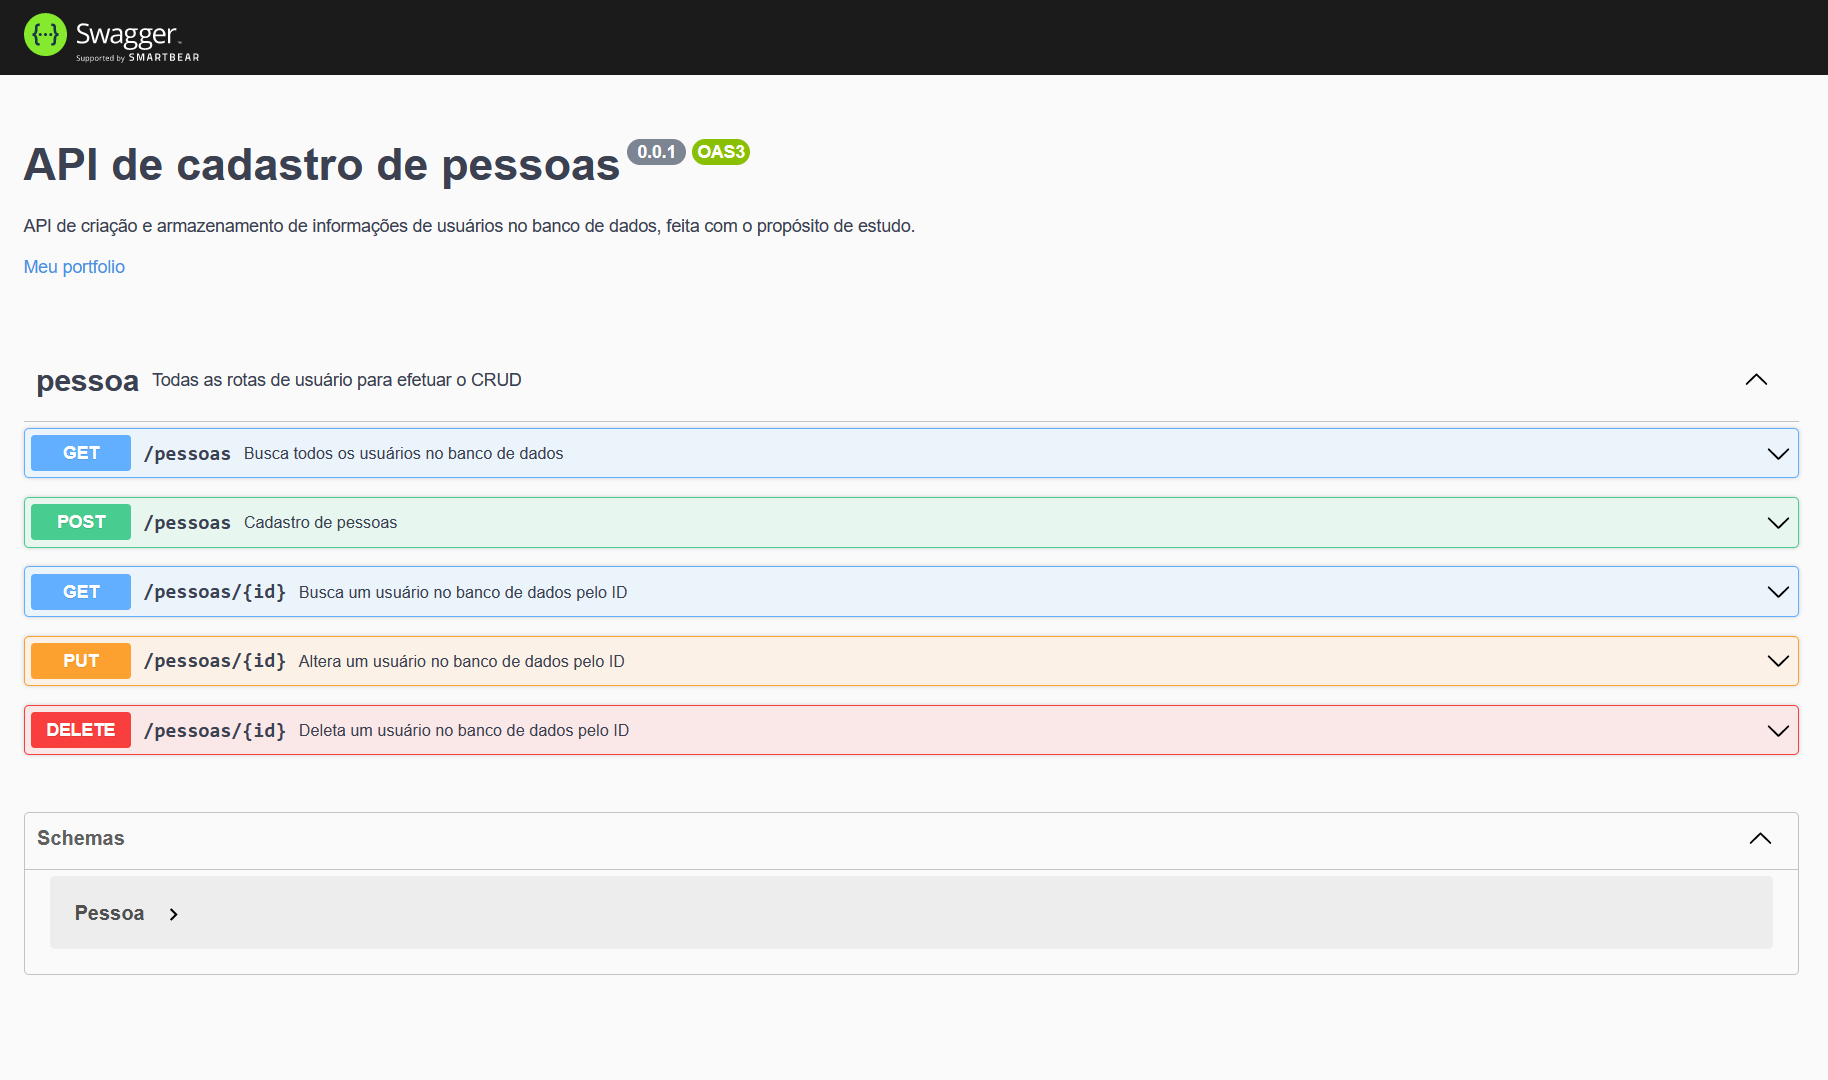 {···} Swagger
Supported by SMARTBEAR
API de cadastro de pessoas 0.0.1 OAS3
API de criação e armazenamento de informações de usuários no banco de dados, feita com o propósito de estudo.
Meu portfolio
pessoa Todas as rotas de usuário para efetuar o CRUD
GET /pessoas Busca todos os usuários no banco de dados
POST /pessoas Cadastro de pessoas
GET /pessoas/{id} Busca um usuário no banco de dados pelo ID
PUT /pessoas/{id} Altera um usuário no banco de dados pelo ID
DELETE /pessoas/{id} Deleta um usuário no banco de dados pelo ID
Schemas
Pessoa